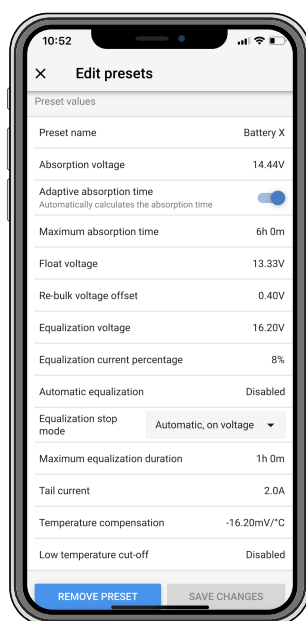 10:52
Edit presets
Preset values
Preset name Battery X
Absorption voltage 14.44V
Adaptive absorption time
Automatically calculates the absorption time
Maximum absorption time 6h 0m
Float voltage 13.33V
Re-bulk voltage offset 0.40V
Equalization voltage 16.20V
Equalization current percentage 8%
Automatic equalization Disabled
Equalization stop
mode Automatic, on voltage
Maximum equalization duration 1h 0m
Tail current 2.0A
Temperature compensation -16.20mV/°C
Low temperature cut-off Disabled
REMOVE PRESET SAVE CHANGES